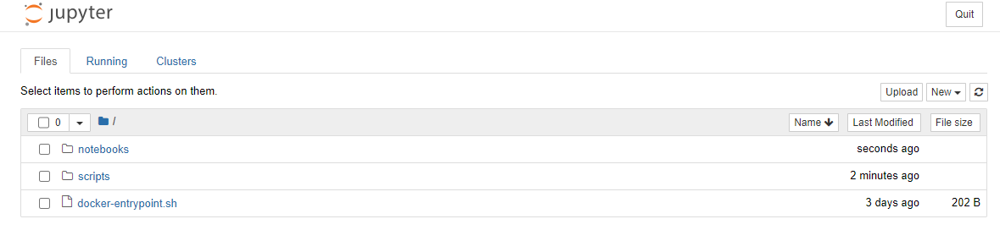 jupyter Quit
Files Running Clusters
Select items to perform actions on them. Upload New
0 / Name Last Modified File size
notebooks seconds ago
scripts 2 minutes ago
docker-entrypoint.sh 3 days ago 202 B